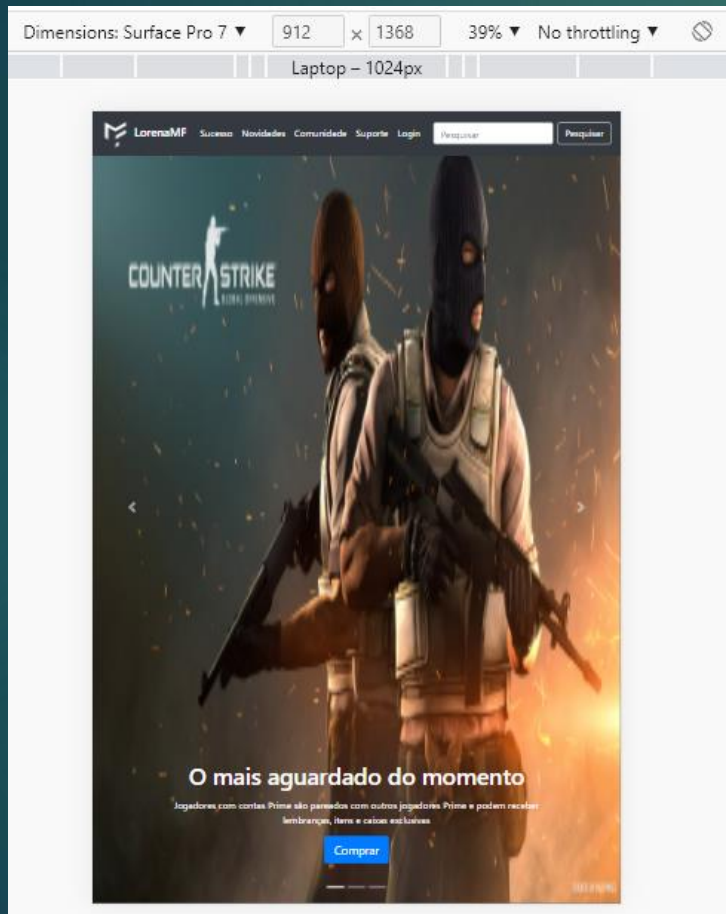 Dimensions: Surface Pro 7 ▼ 912 x 1368 39% ▼ No throttling ▼
Laptop – 1024px
LorenaMF Sucesso Novidades Comunidade Suporte Login Pesquisar Pesquisar
COUNTER STRIKE
GLOBAL OFFENSIVE
O mais aguardado do momento
Jogadores com contas Prime são pareados com outros jogadores Prime e podem receber
lembranças, itens e caixas exclusivas
Comprar